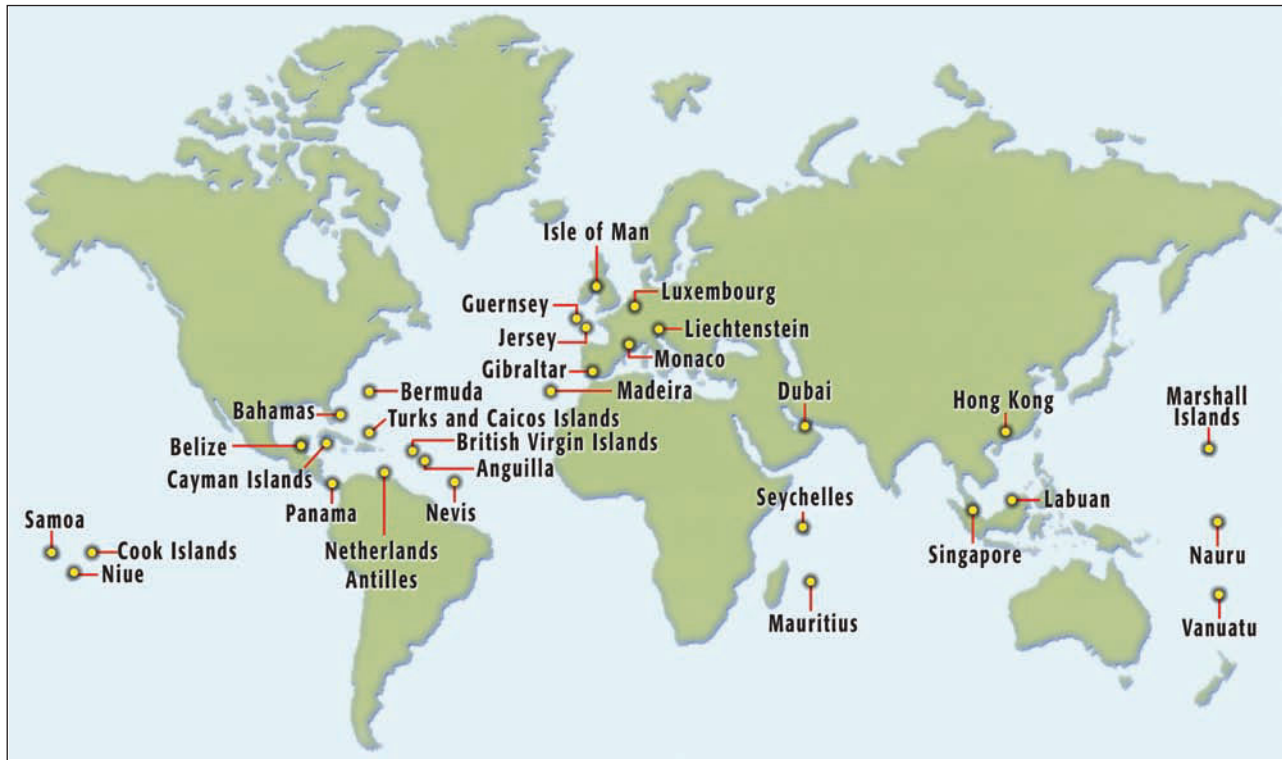 Isle of Man
Guernsey
Luxembourg
Jersey
Liechtenstein
Monaco
Gibraltar
Madeira
Bermuda
Dubai
Hong Kong
Marshall
Islands
Bahamas
Turks and Caicos Islands
Belize
British Virgin Islands
Anguilla
Cayman Islands
Panama
Nevis
Seychelles
Labuan
Samoa
Cook Islands
Niue
Netherlands
Antilles
Singapore
Nauru
Mauritius
Vanuatu